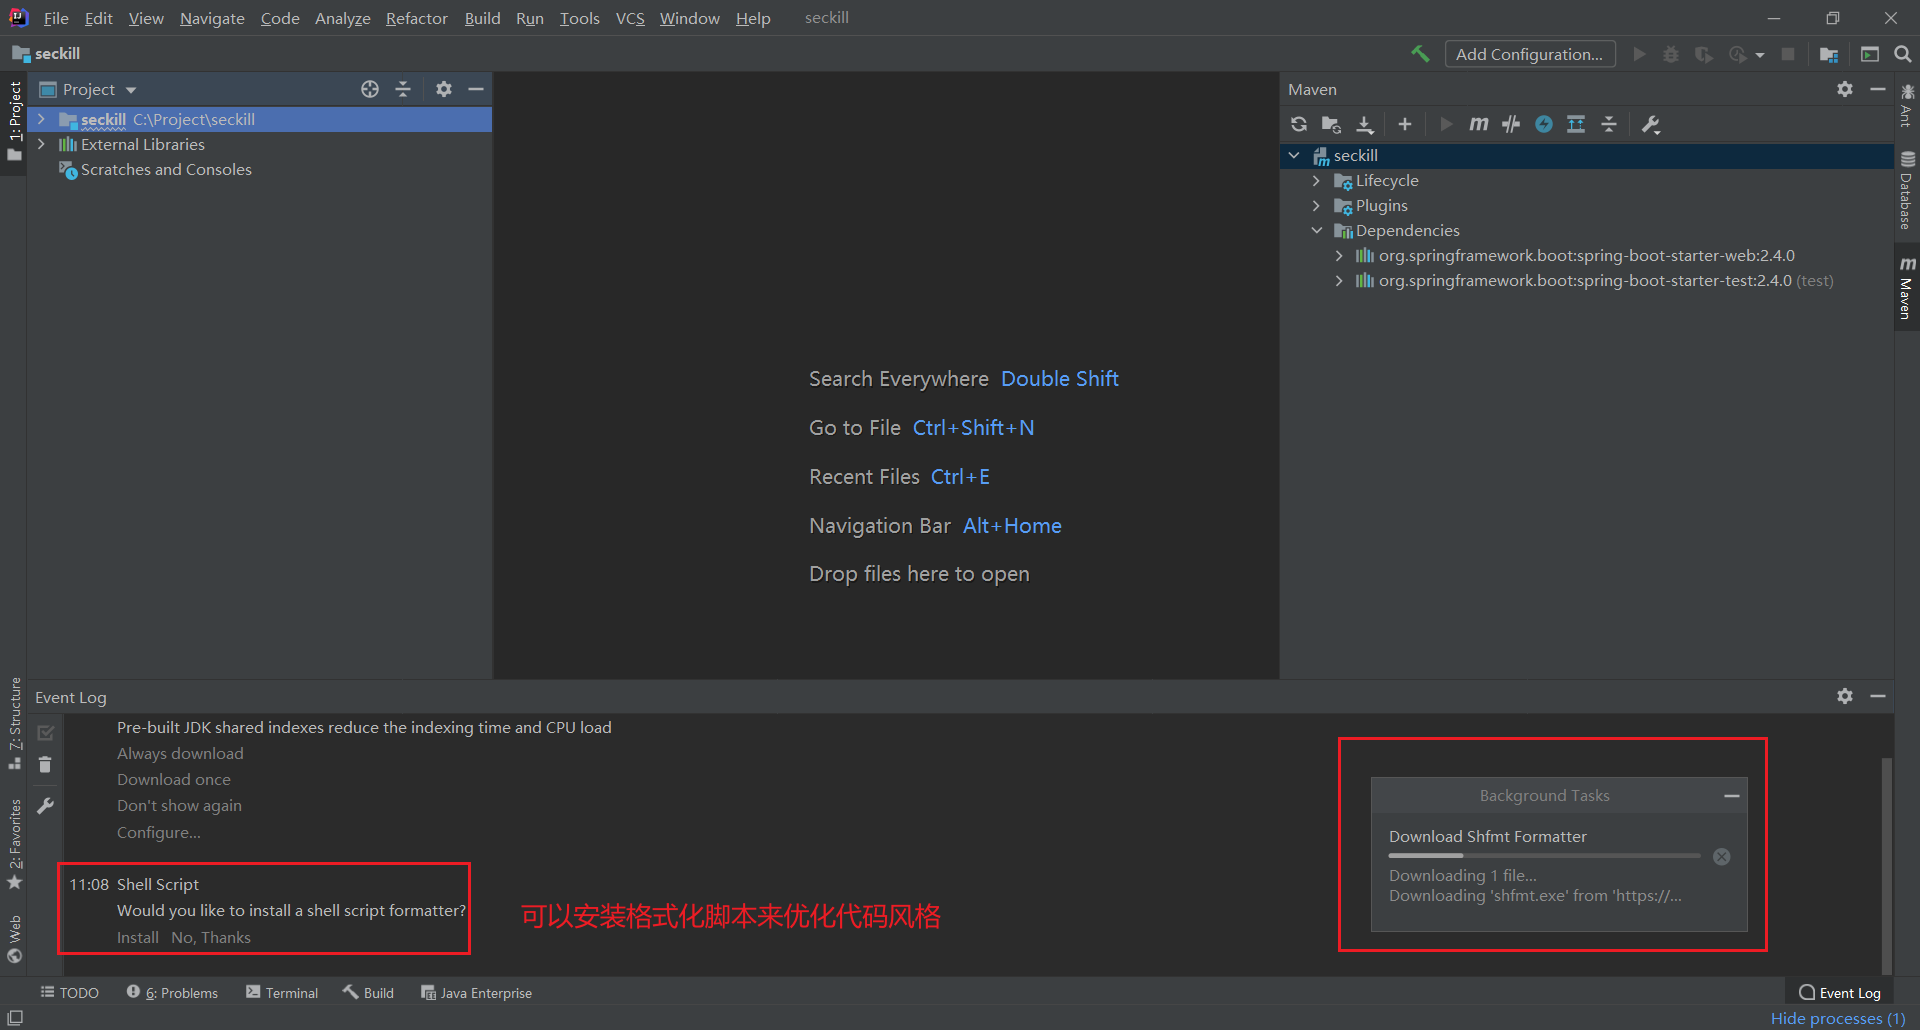 File Edit View Navigate Code Analyze Refactor Build Run Tools VCS Window Help seckill
seckill
Add Configuration...
1: Project
Project
seckill C:\Project\seckill
External Libraries
Scratches and Consoles
Search Everywhere Double Shift
Go to File Ctrl+Shift+N
Recent Files Ctrl+E
Navigation Bar Alt+Home
Drop files here to open
Maven
seckill
Lifecycle
Plugins
Dependencies
org.springframework.boot:spring-boot-starter-web:2.4.0
org.springframework.boot:spring-boot-starter-test:2.4.0 (test)
Ant
Database
Maven
7: Structure
2: Favorites
Web
Event Log
Pre-built JDK shared indexes reduce the indexing time and CPU load
Always download
Download once
Don't show again
Configure...
11:08 Shell Script
Would you like to install a shell script formatter?
Install No, Thanks
可以安装格式化脚本来优化代码风格
Background Tasks
Download Shfmt Formatter
Downloading 1 file...
Downloading 'shfmt.exe' from 'https://...
TODO 6: Problems Terminal Build Java Enterprise
Event Log
Hide processes (1)